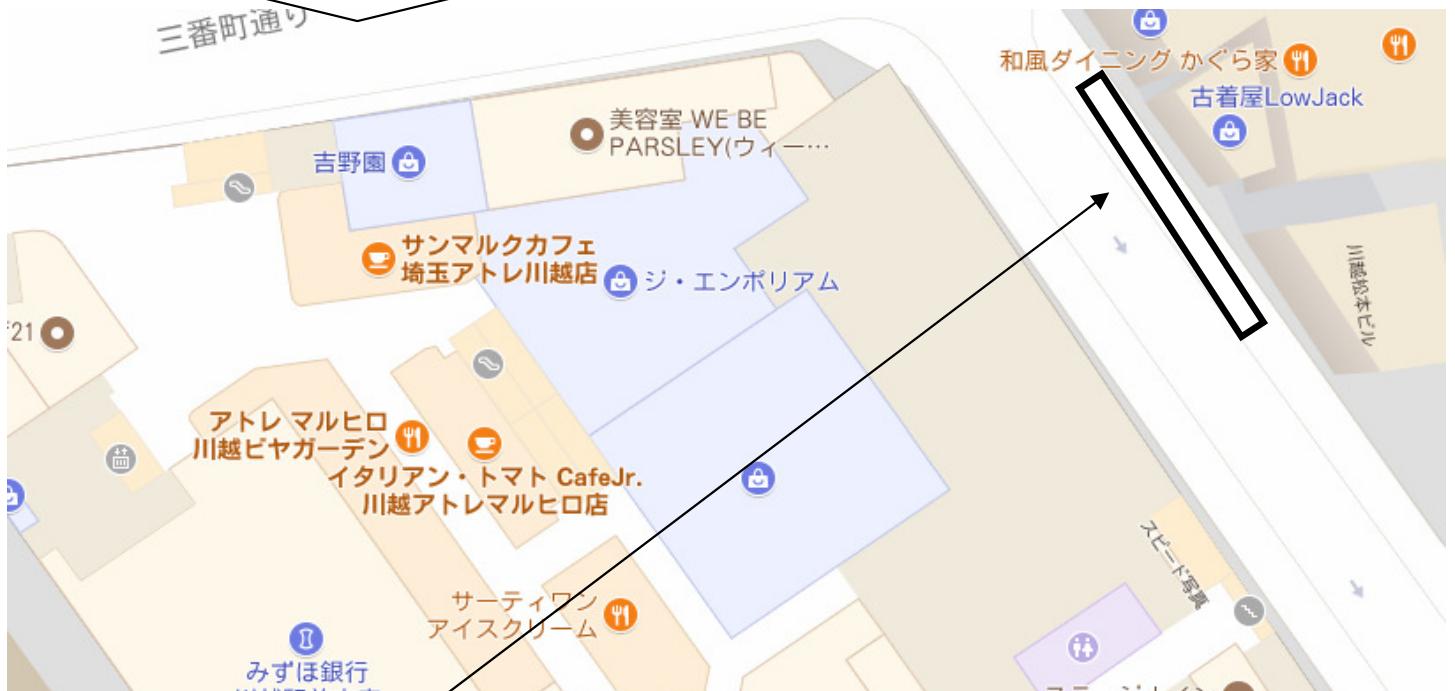 三番町通り
和風ダイニング かぐら家
古着屋LowJack
美容室 WE BE
PARSLEY(ウィー…
吉野園
サンマルクカフェ
埼玉アトレ川越店
ジ・エンポリアム
川越松本ビル
21
アトレ マルヒロ
川越ビヤガーデン
イタリアン・トマト CafeJr.
川越アトレマルヒロ店
スピード写真
サーティワン
アイスクリーム
みずほ銀行